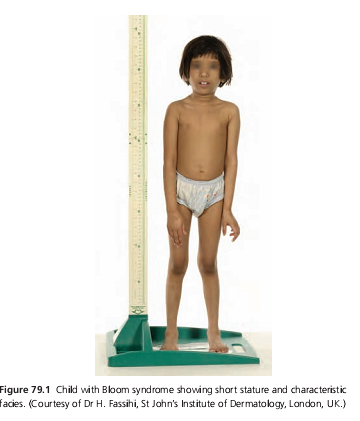 Figure 79.1 Child with Bloom syndrome showing short stature and characteristic
facies. (Courtesy of Dr H. Fassihi, St John's Institute of Dermatology, London, UK.)